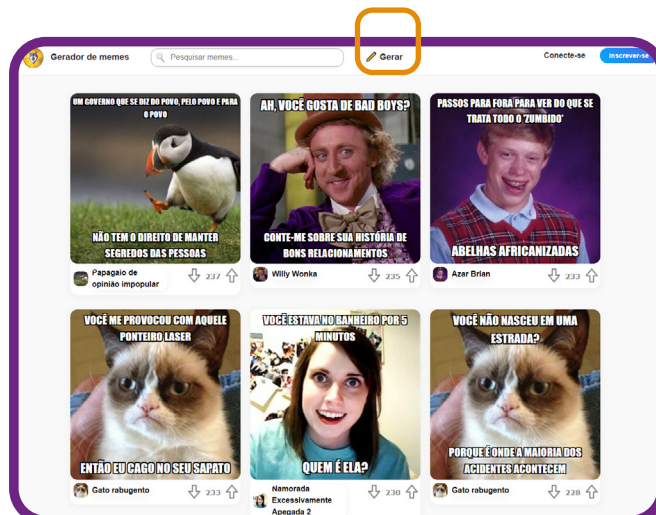 Gerador de memes
Pesquisar memes...
Gerar
Conecte-se
Inscrever-se
UM GOVERNO QUE SE DIZ DO POVO, PELO POVO E PARA
O POVO
NÃO TEM O DIREITO DE MANTER
SEGREDOS DAS PESSOAS
Papagaio de
opinião impopular
237
AH, VOCÊ GOSTA DE BAD BOYS?
CONTE-ME SOBRE SUA HISTÓRIA DE
BONS RELACIONAMENTOS
Willy Wonka
235
PASSOS PARA FORA PARA VER DO QUE SE
TRATA TODO O 'ZUMBIDO'
ABELHAS AFRICANIZADAS
Azar Brian
233
VOCÊ ME PROVOCOU COM AQUELE
PONTEIRO LASER
ENTÃO EU CAGO NO SEU SAPATO
Gato rabugento
233
VOCÊ ESTAVA NO BANHEIRO POR 5
MINUTOS
QUEM É ELA?
Namorada
Excessivamente
Apegada 2
230
VOCÊ NÃO NASCEU EM UMA
ESTRADA?
PORQUE É ONDE A MAIORIA DOS
ACIDENTES ACONTECEM
Gato rabugento
228